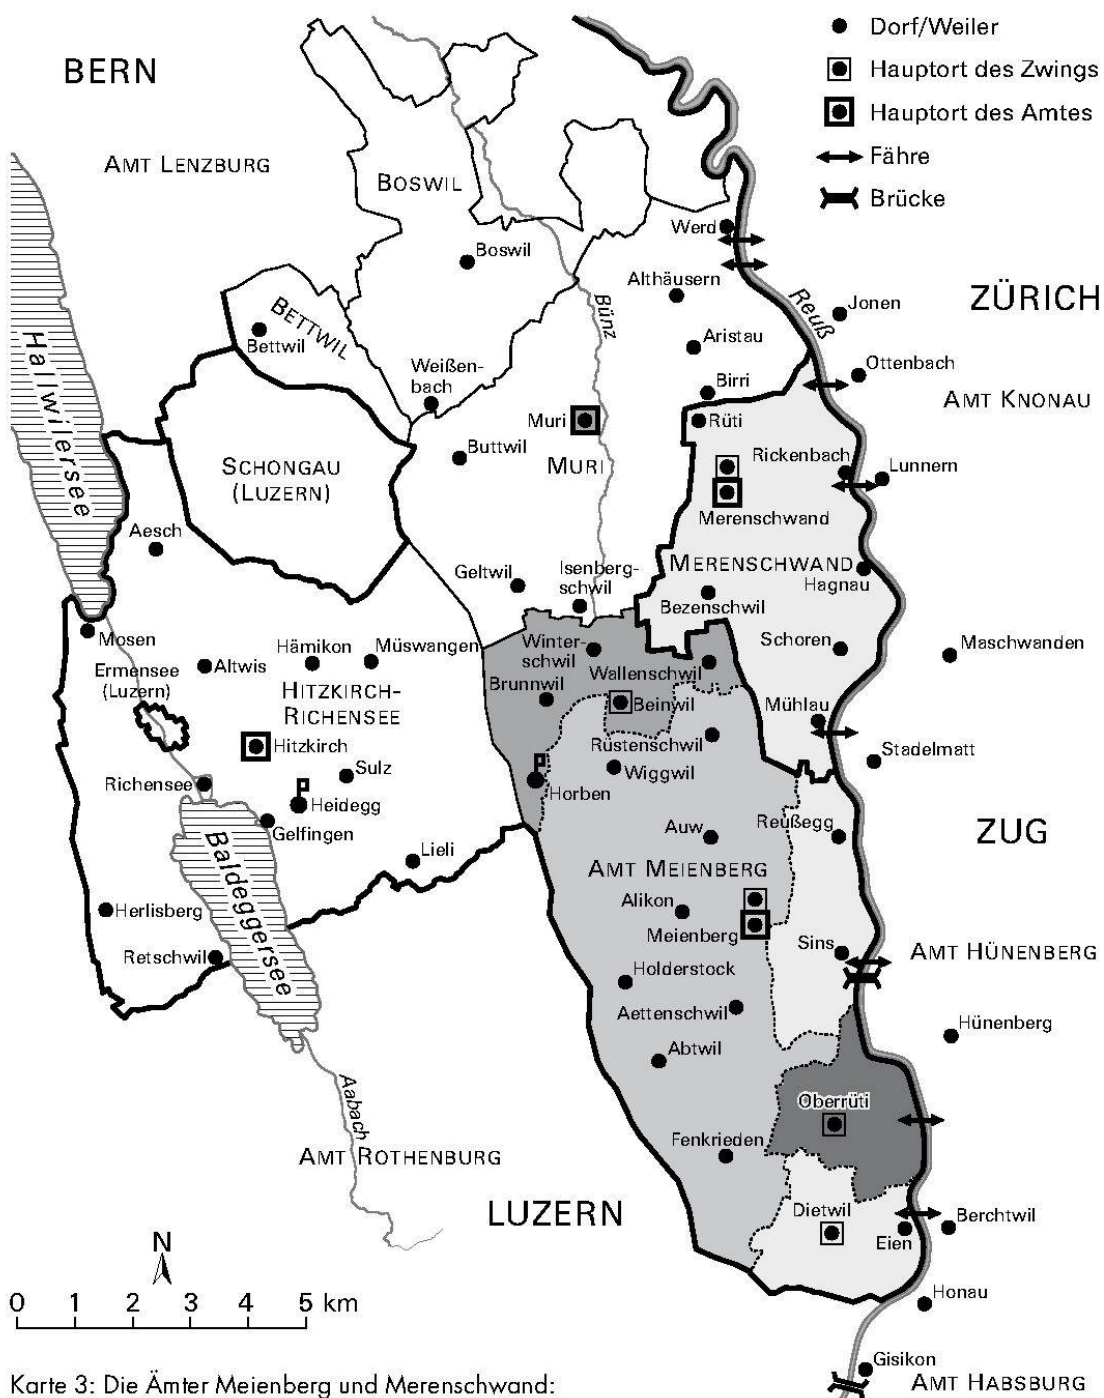 BERN
AMT LENZBURG
BOSWIL
Dorf/Weiler
Hauptort des Zwings
Hauptort des Amtes
Fähre
Brücke
Werd
Boswil
Althäusern
Bünz
Reuß
Jonen
ZÜRICH
BETTWIL
Bettwil
Aristau
Ottenbach
Hallwilersee
Weißen-
bach
Birri
AMT KNONAU
Muri
Rüti
Buttwil
MURI
Rickenbach
Lunnern
SCHONGAU
(LUZERN)
Merenschwand
Aesch
MERENSCHWAND
Hagnau
Geltwil
Isenberg-
schwil
Bezenschwil
Mosen
Hämikon
Müswangen
Winter-
schwil
Schoren
Maschwanden
Altwis
Ermensee
(Luzern)
Wallenschwil
Brunnwil
HITZKIRCH-
RICHENSEE
Beinwil
Mühlau
Hitzkirch
Rüstenschwil
Stadelmatt
Sulz
Wiggwil
Richensee
Heidegg
Horben
Gelfingen
Auw
Reußegg
ZUG
Baldeggersee
Lieli
AMT MEIENBERG
Herlisberg
Alikon
Meienberg
Retschwil
Sins
AMT HÜNENBERG
Holderstock
Aettenschwil
Hünenberg
Abtwil
Aabach
Oberrüti
AMT ROTHENBURG
Fenkrieden
LUZERN
Dietwil
Eien
Berchtwil
N
0 1 2 3 4 5 km
Honau
Gisikon
Karte 3: Die Ämter Meienberg und Merenschwand:
AMT HABSBURG